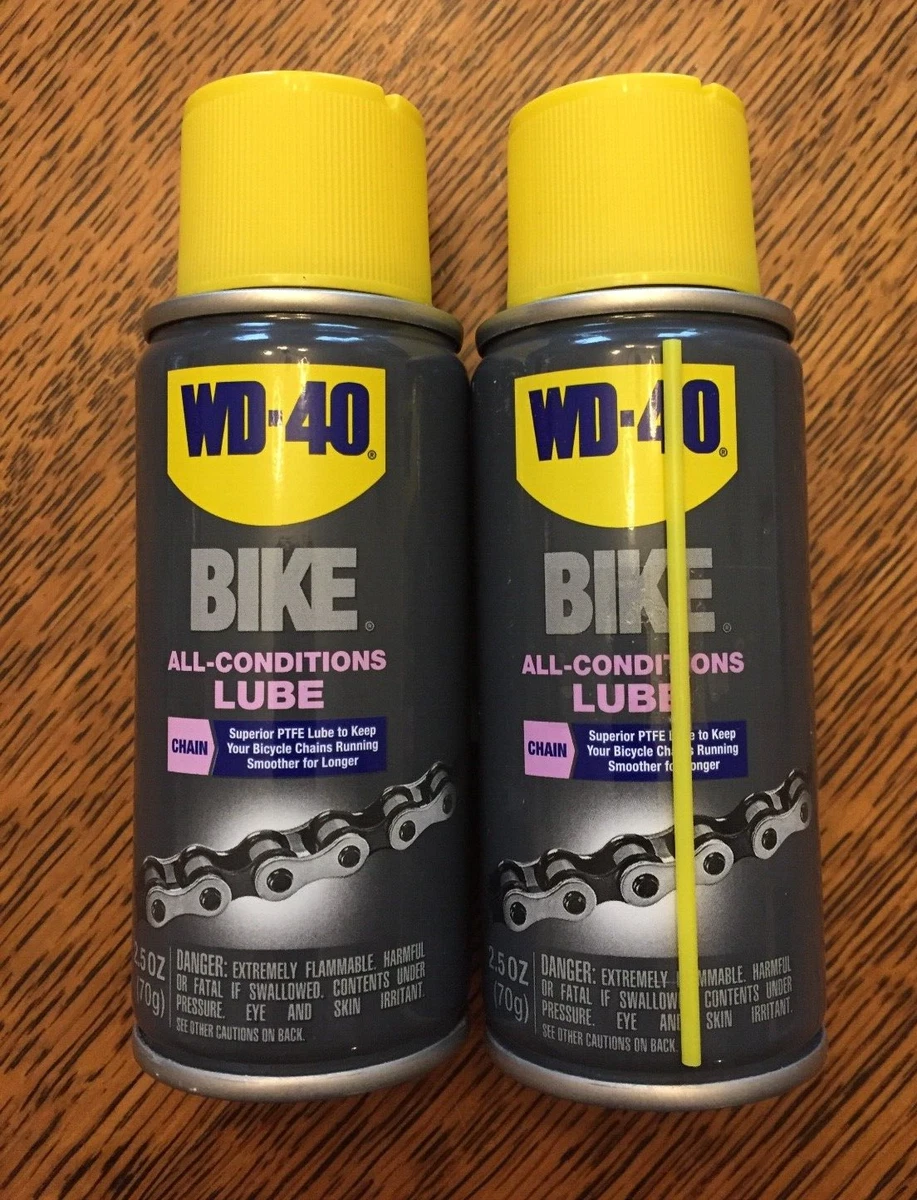 WD-40®
BIKE®
ALL-CONDITIONS
LUBE
CHAIN
Superior PTFE Lube to Keep
Your Bicycle Chains Running
Smoother for Longer
2.5 OZ
(70g)
DANGER: EXTREMELY FLAMMABLE. HARMFUL
OR FATAL IF SWALLOWED. CONTENTS UNDER
PRESSURE. EYE AND SKIN IRRITANT.
SEE OTHER CAUTIONS ON BACK.
WD-40®
BIKE®
ALL-CONDITIONS
LUBE
CHAIN
Superior PTFE Lube to Keep
Your Bicycle Chains Running
Smoother for Longer
2.5 OZ
(70g)
DANGER: EXTREMELY FLAMMABLE. HARMFUL
OR FATAL IF SWALLOWED. CONTENTS UNDER
PRESSURE. EYE AND SKIN IRRITANT.
SEE OTHER CAUTIONS ON BACK.